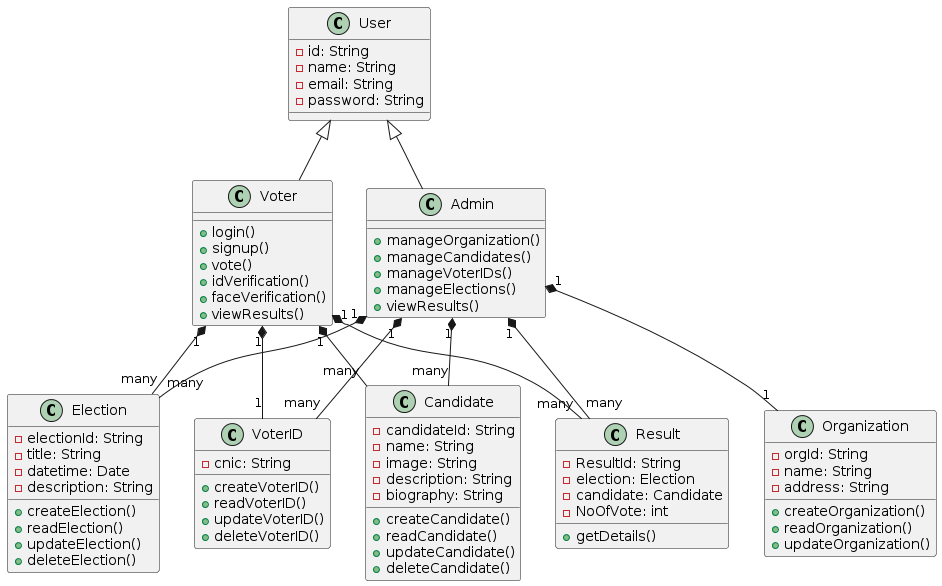 C User
id: String
name: String
email: String
password: String
C Voter
login()
signup()
vote()
idVerification()
faceVerification()
viewResults()
C Admin
manageOrganization()
manageCandidates()
manageVoterIDs()
manageElections()
viewResults()
1
1
1
1
1
1
1
1
1
1
many
many
many
many
many
many
many
1
1
C Election
electionId: String
title: String
datetime: Date
description: String
createElection()
readElection()
updateElection()
deleteElection()
C VoterID
cnic: String
createVoterID()
readVoterID()
updateVoterID()
deleteVoterID()
C Candidate
candidateId: String
name: String
image: String
description: String
biography: String
createCandidate()
readCandidate()
updateCandidate()
deleteCandidate()
C Result
ResultId: String
election: Election
candidate: Candidate
NoOfVote: int
getDetails()
C Organization
orgId: String
name: String
address: String
createOrganization()
readOrganization()
updateOrganization()